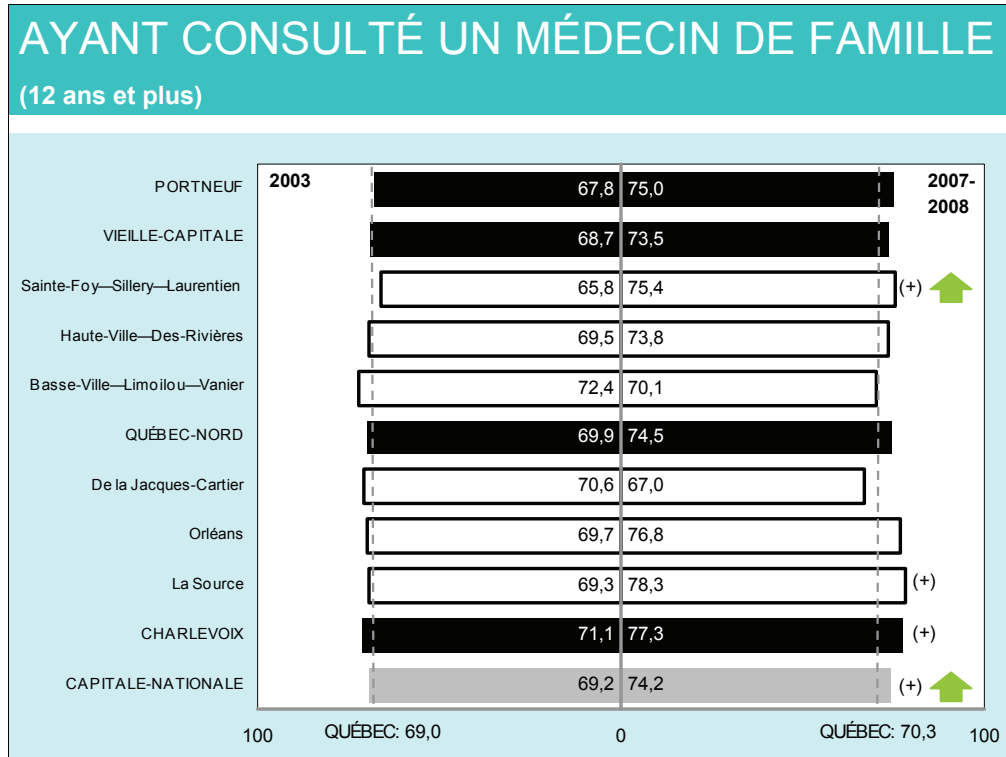 AYANT CONSULTÉ UN MÉDECIN DE FAMILLE
(12 ans et plus)
2003
2007-
2008
PORTNEUF 67,8 75,0
VIEILLE-CAPITALE 68,7 73,5
Sainte-Foy—Sillery—Laurentien 65,8 75,4 (+)
Haute-Ville—Des-Rivières 69,5 73,8
Basse-Ville—Limoilou—Vanier 72,4 70,1
QUÉBEC-NORD 69,9 74,5
De la Jacques-Cartier 70,6 67,0
Orléans 69,7 76,8
La Source 69,3 78,3 (+)
CHARLEVOIX 71,1 77,3 (+)
CAPITALE-NATIONALE 69,2 74,2 (+)
100 QUÉBEC: 69,0 0 QUÉBEC: 70,3 100